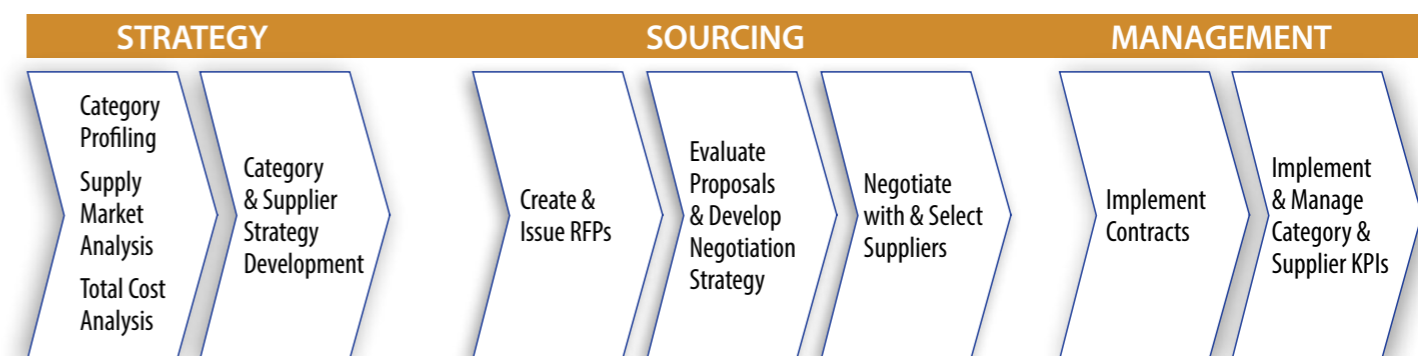 STRATEGY
SOURCING
MANAGEMENT
Category
Profiling
Supply
Market
Analysis
Total Cost
Analysis
Category
& Supplier
Strategy
Development
Create &
Issue RFPs
Evaluate
Proposals
& Develop
Negotiation
Strategy
Negotiate
with & Select
Suppliers
Implement
Contracts
Implement
& Manage
Category &
Supplier KPIs